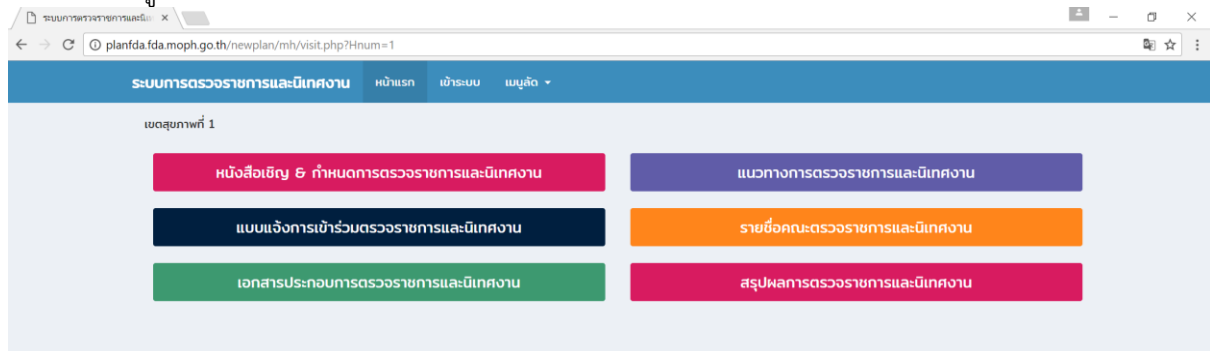 ระบบการตรวจราชการและนิเ
planfda.fda.moph.go.th/newplan/mh/visit.php?Hnum=1
ระบบการตรวจราชการและนิเทศงาน หน้าแรก เข้าระบบ เมนูลัด
เขตสุขภาพที่ 1
หนังสือเชิญ & กำหนดการตรวจราชการและนิเทศงาน แนวทางการตรวจราชการและนิเทศงาน
แบบแจ้งการเข้าร่วมตรวจราชการและนิเทศงาน รายชื่อคณะตรวจราชการและนิเทศงาน
เอกสารประกอบการตรวจราชการและนิเทศงาน สรุปผลการตรวจราชการและนิเทศงาน